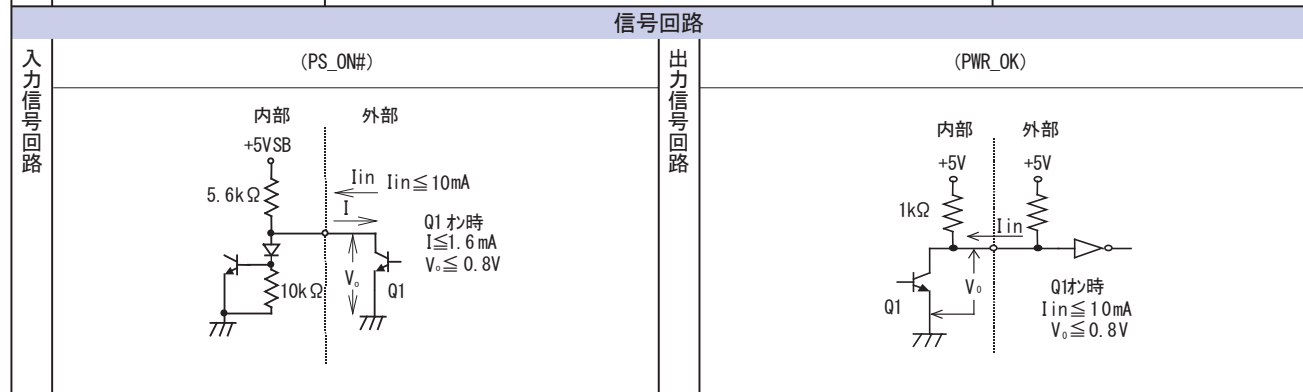 信号回路
入力信号回路
(PS_ON#)
内部 外部
+5VSB
5.6kΩ
Iin Iin≦10mA
I
Q1 オン時
I≦1.6mA
V₀≦ 0.8V
10kΩ
V₀
Q1
出力信号回路
(PWR_OK)
内部 外部
+5V +5V
1kΩ
Iin
V₀
Q1
Q1オン時
Iin≦10mA
V₀≦0.8V